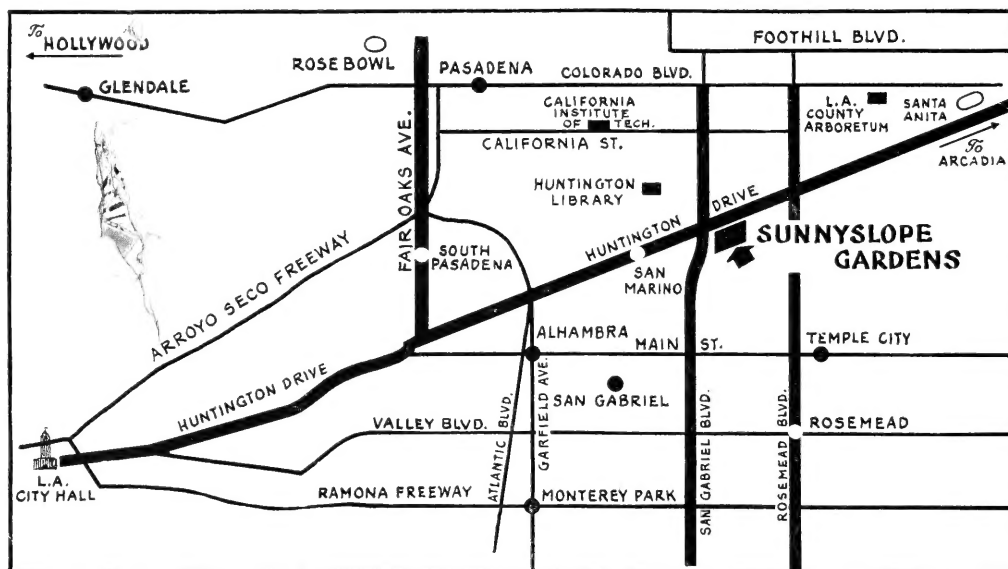 To
HOLLYWOOD
GLENDALE
ROSE BOWL
PASADENA
COLORADO BLVD.
FOOTHILL BLVD.
CALIFORNIA
INSTITUTE
OF TECH.
CALIFORNIA ST.
L.A.
COUNTY
ARBORETUM
SANTA
ANITA
To
ARCADIA
FAIR OAKS AVE.
HUNTINGTON
LIBRARY
HUNTINGTON DRIVE
SUNNYSLOPE
GARDENS
ARROYO SECO FREEWAY
SOUTH
PASADENA
SAN
MARINO
ALHAMBRA
MAIN ST.
TEMPLE CITY
HUNTINGTON DRIVE
SAN GABRIEL
VALLEY BLVD.
ATLANTIC BLVD.
GARFIELD AVE.
SAN GABRIEL BLVD.
ROSEMEAD BLVD.
ROSEMEAD
L.A.
CITY HALL
RAMONA FREEWAY
MONTEREY PARK